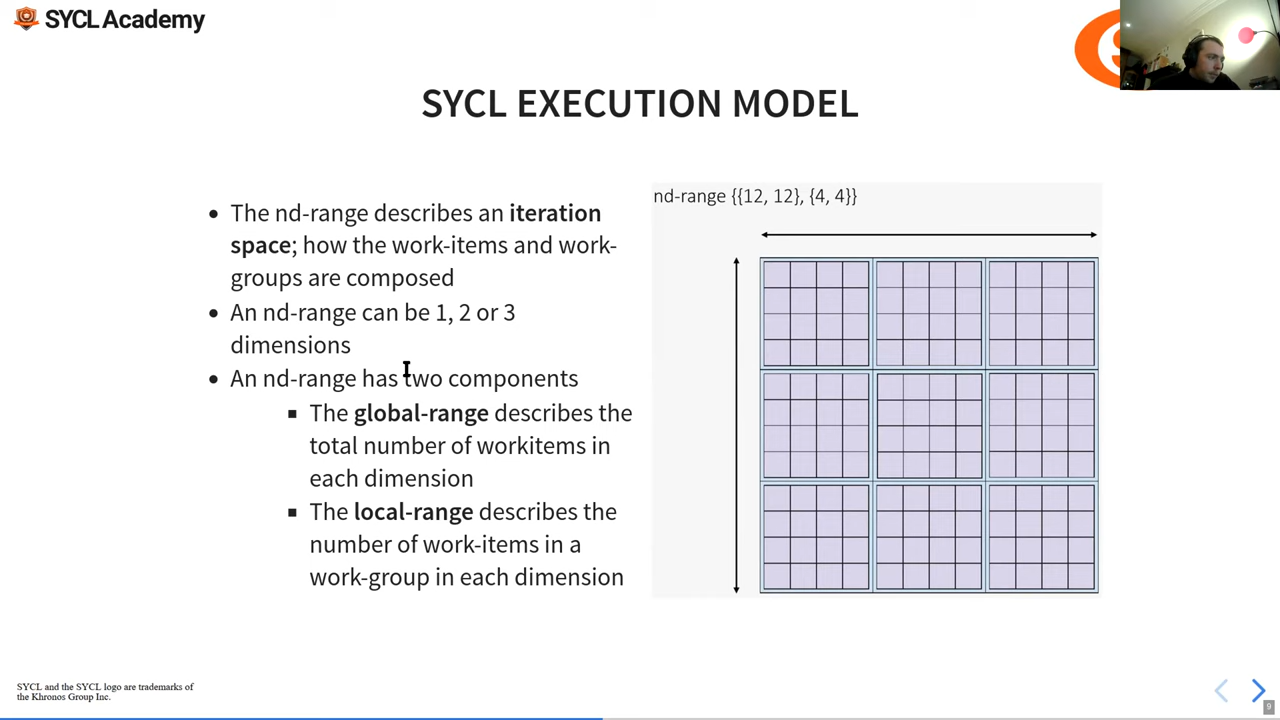 SYCL Academy
SYCL EXECUTION MODEL
• The nd-range describes an iteration
space; how the work-items and work-
groups are composed
• An nd-range can be 1, 2 or 3
dimensions
• An nd-range has two components
▪ The global-range describes the
total number of workitems in
each dimension
▪ The local-range describes the
number of work-items in a
work-group in each dimension
nd-range {{12, 12}, {4, 4}}
SYCL and the SYCL logo are trademarks of
the Khronos Group Inc.
9